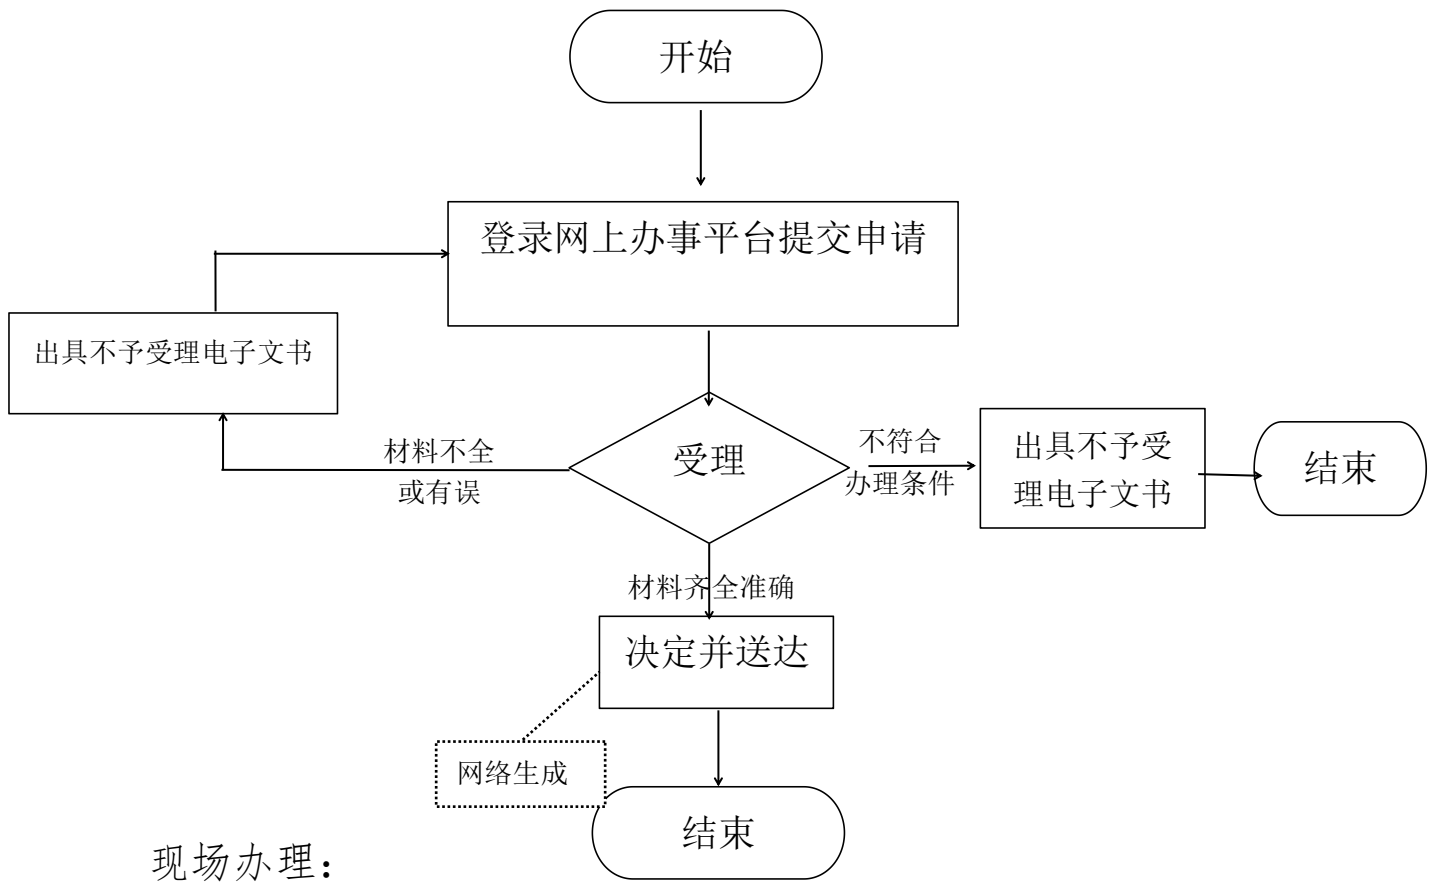 开始
登录网上办事平台提交申请
出具不予受理电子文书
材料不全
或有误
受理
不符合
办理条件
出具不予受
理电子文书
结束
材料齐全准确
决定并送达
网络生成
结束
现场办理：